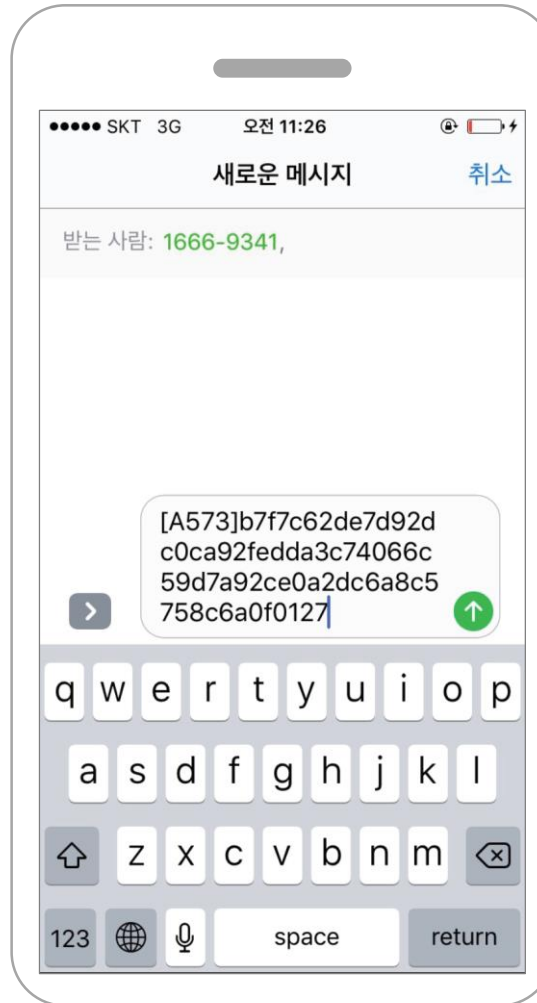 SKT 3G 오전 11:26
새로운 메시지 취소
받는 사람: 1666-9341,
[A573]b7f7c62de7d92d
c0ca92fedda3c74066c
59d7a92ce0a2dc6a8c5
758c6a0f0127
q w e r t y u i o p
a s d f g h j k l
z x c v b n m
123 space return